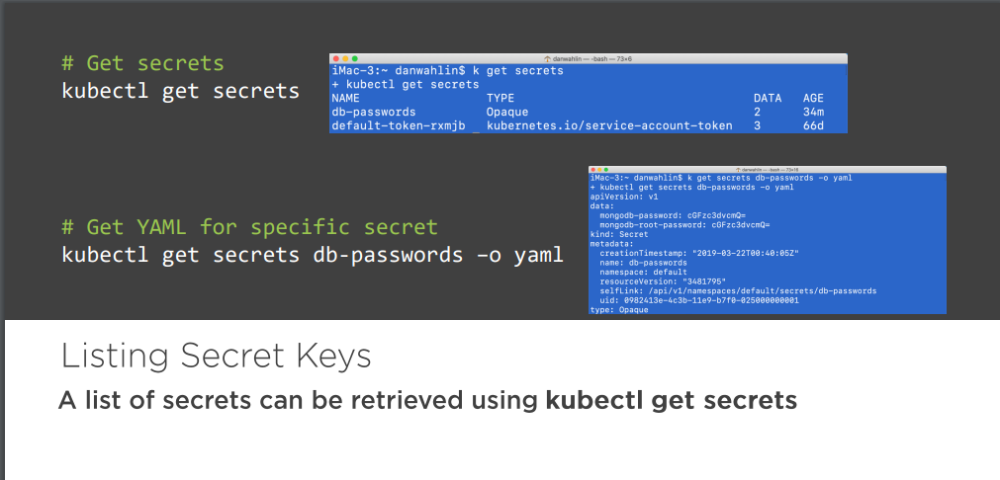 # Get secrets
kubectl get secrets
danwahlin — -bash — 73×6
iMac-3:~ danwahlin$ k get secrets
+ kubectl get secrets
NAME TYPE DATA AGE
db-passwords Opaque 2 34m
default-token-rxmjb kubernetes.io/service-account-token 3 66d
# Get YAML for specific secret
kubectl get secrets db-passwords –o yaml
danwahlin — -bash — 73×16
iMac-3:~ danwahlin$ k get secrets db-passwords -o yaml
+ kubectl get secrets db-passwords -o yaml
apiVersion: v1
data:
mongodb-password: cGFzc3dvcmQ=
mongodb-root-password: cGFzc3dvcmQ=
kind: Secret
metadata:
creationTimestamp: "2019-03-22T00:40:05Z"
name: db-passwords
namespace: default
resourceVersion: "3481795"
selfLink: /api/v1/namespaces/default/secrets/db-passwords
uid: 0982413e-4c3b-11e9-b7f0-025000000001
type: Opaque
Listing Secret Keys
A list of secrets can be retrieved using kubectl get secrets